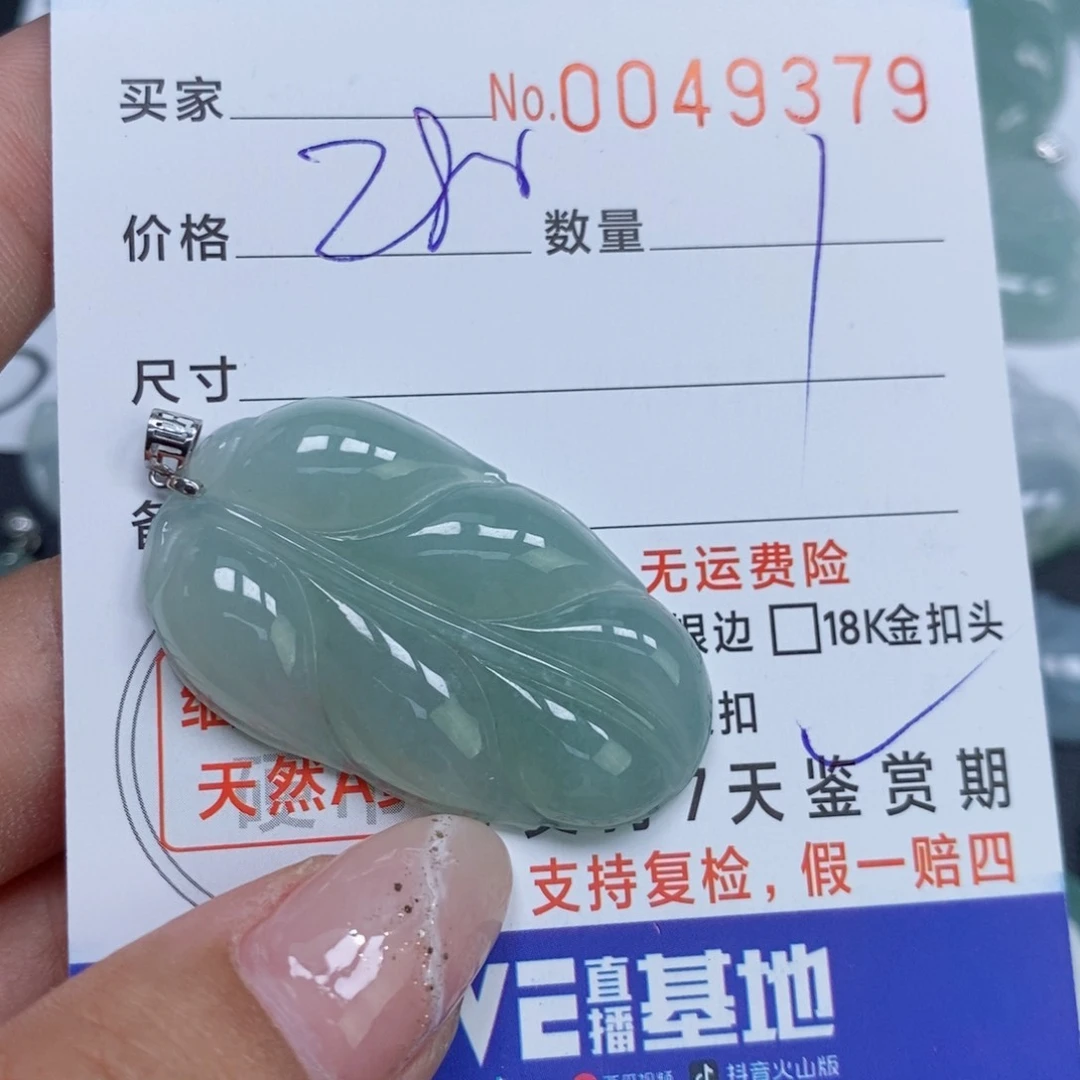 买家 No.0049379
价格 数量 1
尺寸
备
无运费险
银边 □18K金扣头
扣
天然A
7天鉴赏期
支持复检，假一赔四
直播基地
抖音火山版